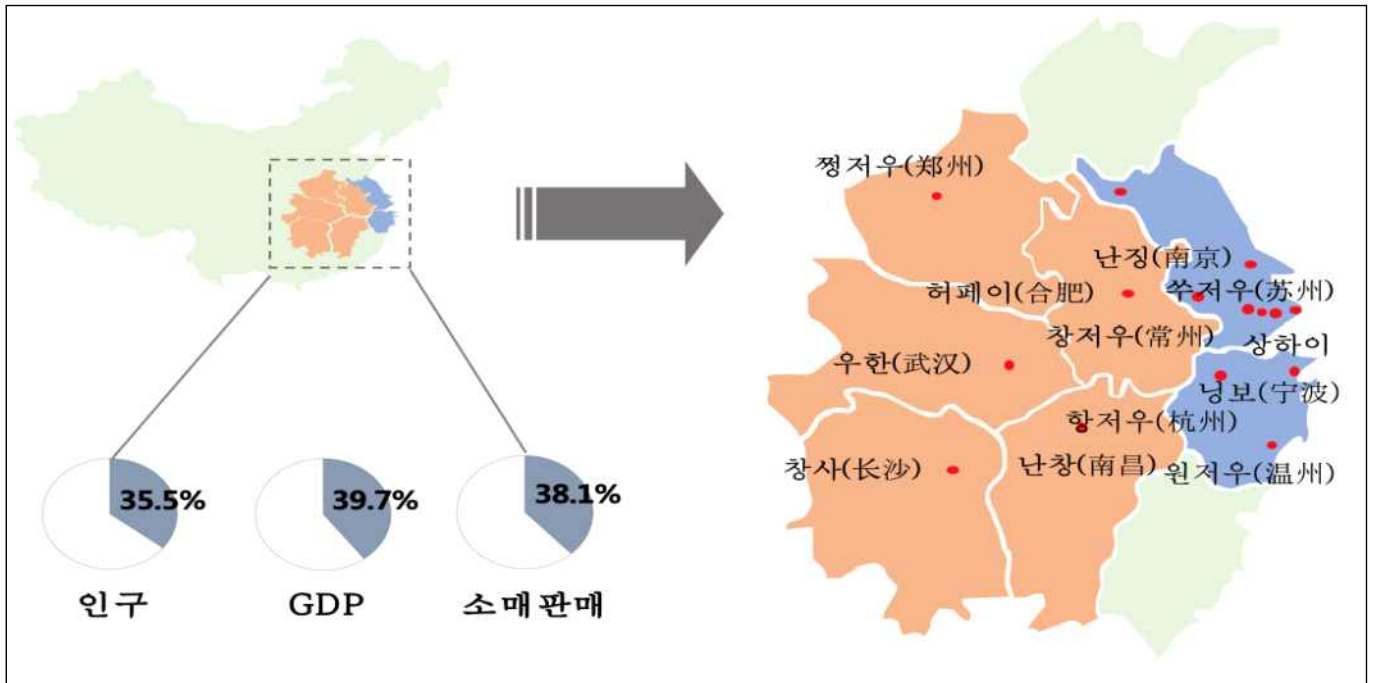 쩡저우(郑州)
난징(南京)
허페이(合肥)
쑤저우(苏州)
창저우(常州)
상하이
우한(武汉)
닝보(宁波)
항저우(杭州)
창사(长沙)
난창(南昌)
원저우(温州)
35.5%
39.7%
38.1%
인구
GDP
소매판매